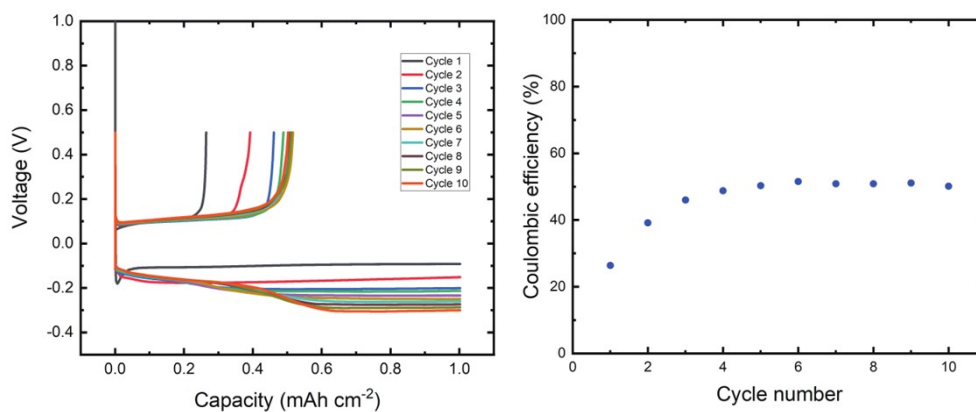 1.0
0.8
0.6
0.4
0.2
0.0
-0.2
-0.4
Voltage (V)
0.0
0.2
0.4
0.6
0.8
1.0
Capacity (mAh cm⁻²)
Cycle 1
Cycle 2
Cycle 3
Cycle 4
Cycle 5
Cycle 6
Cycle 7
Cycle 8
Cycle 9
Cycle 10
100
80
60
40
20
0
Coulombic efficiency (%)
0
2
4
6
8
10
Cycle number